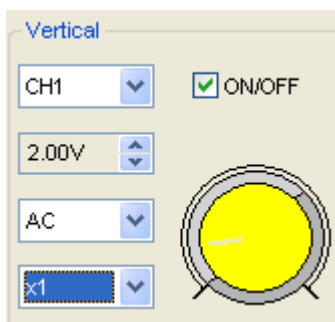 Vertical
CH1
ON/OFF
2.00V
AC
x1